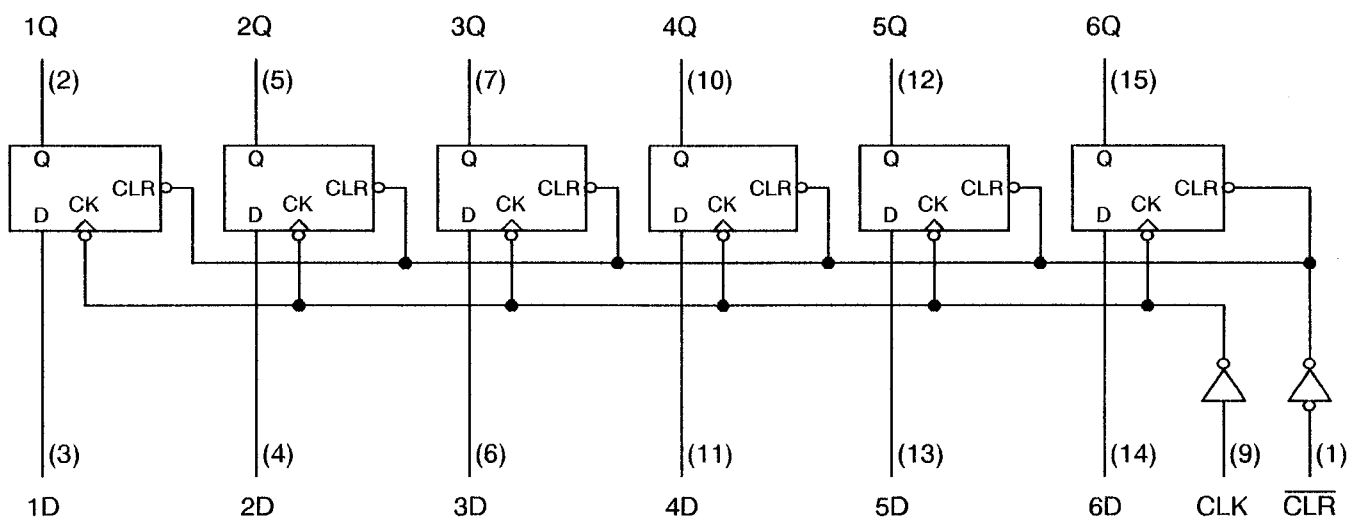 1Q 2Q 3Q 4Q 5Q 6Q
(2) (5) (7) (10) (12) (15)
Q Q Q Q Q Q
CLR CLR CLR CLR CLR CLR
D CK D CK D CK D CK D CK D CK
(3) (4) (6) (11) (13) (14) (9) (1)
1D 2D 3D 4D 5D 6D CLK C̅L̅R̅